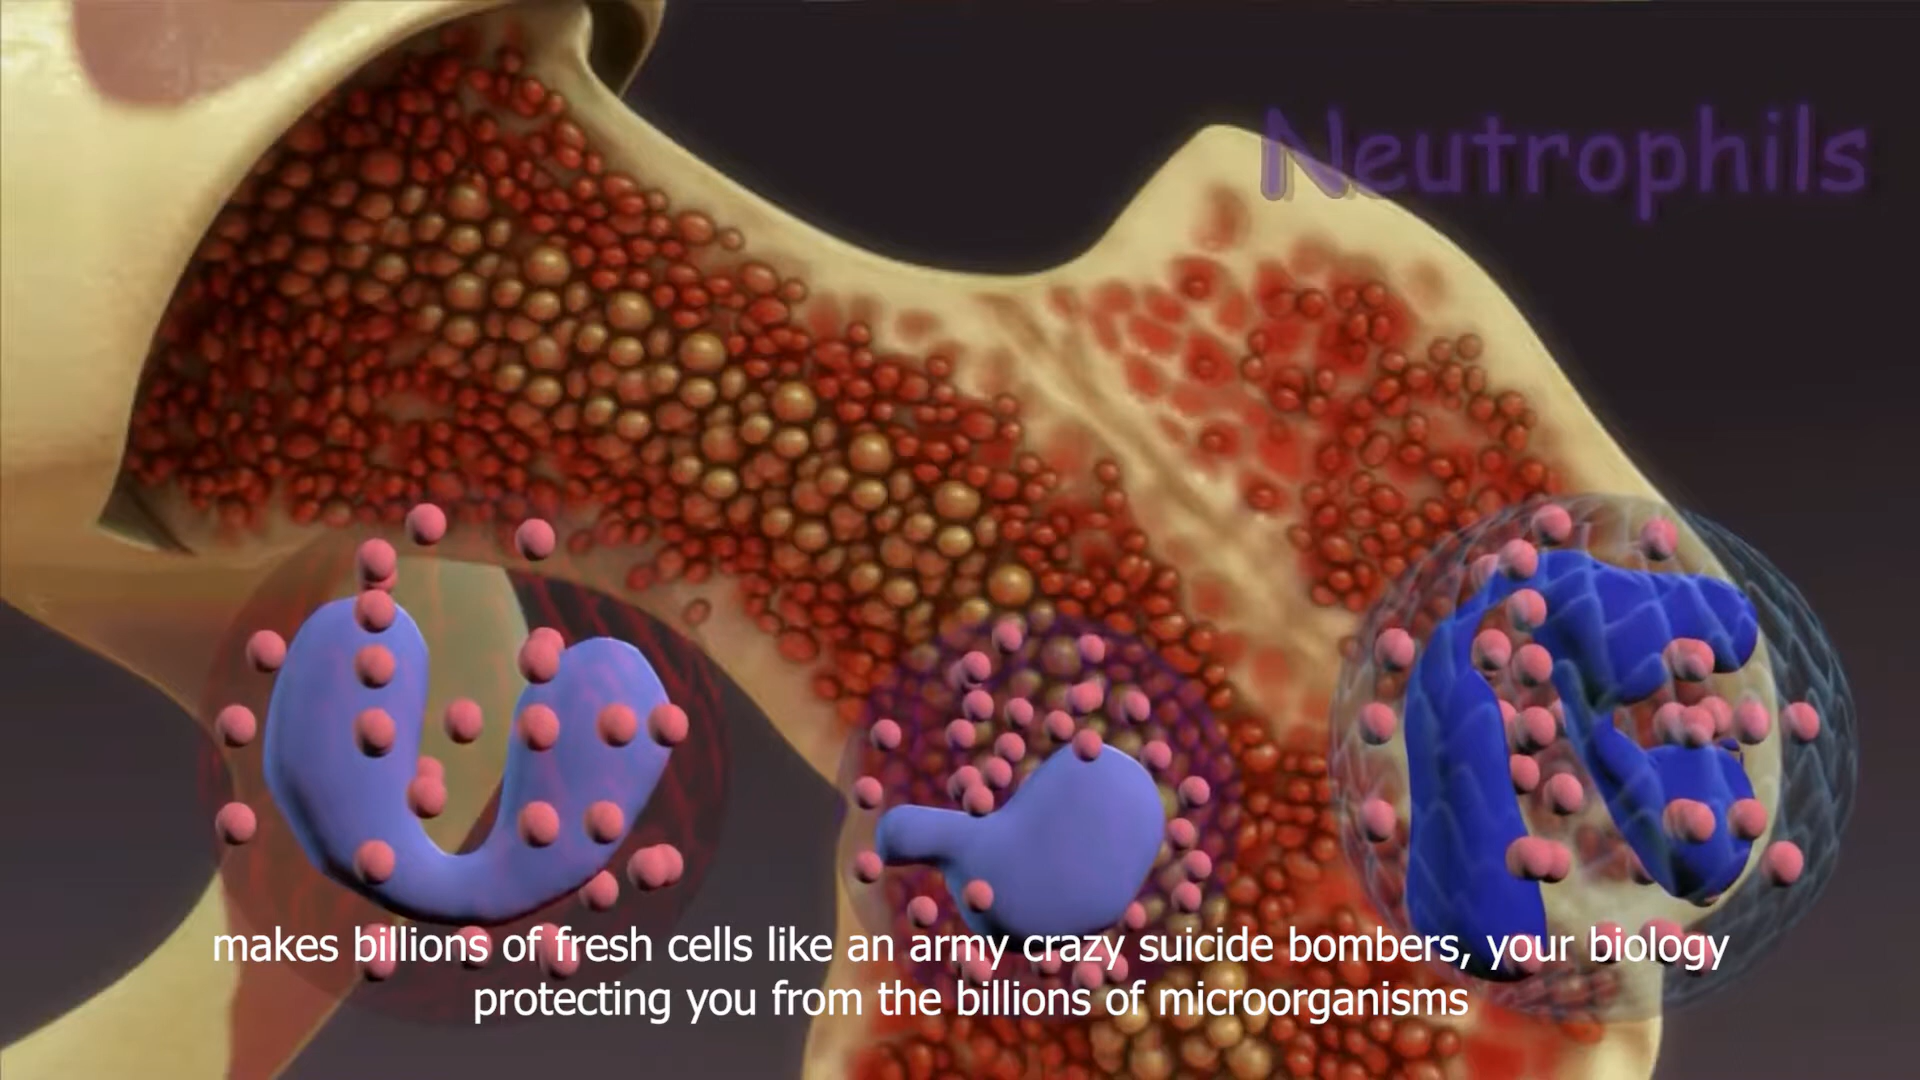 Neutrophils
makes billions of fresh cells like an army crazy suicide bombers, your biology
protecting you from the billions of microorganisms